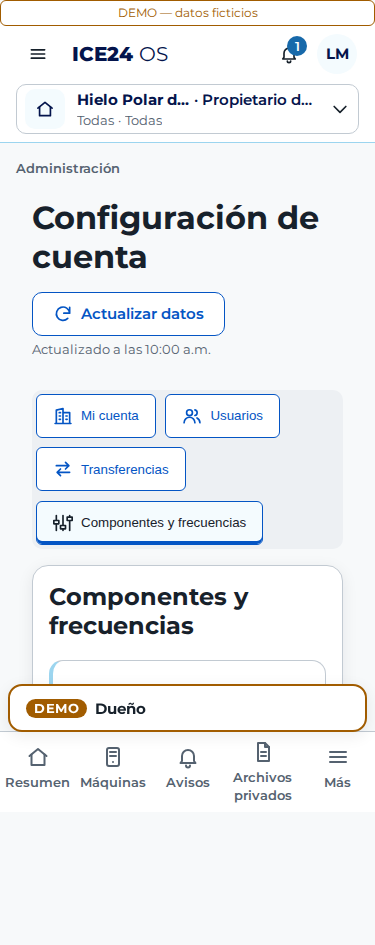 DEMO — datos ficticios
ICE24 OS
1
LM
Hielo Polar d... · Propietario d...
Todas · Todas
Administración
Configuración de
cuenta
Actualizar datos
Actualizado a las 10:00 a.m.
Mi cuenta
Usuarios
Transferencias
Componentes y frecuencias
Componentes y
frecuencias
DEMO Dueño
Resumen
Máquinas
Avisos
Archivos
privados
Más